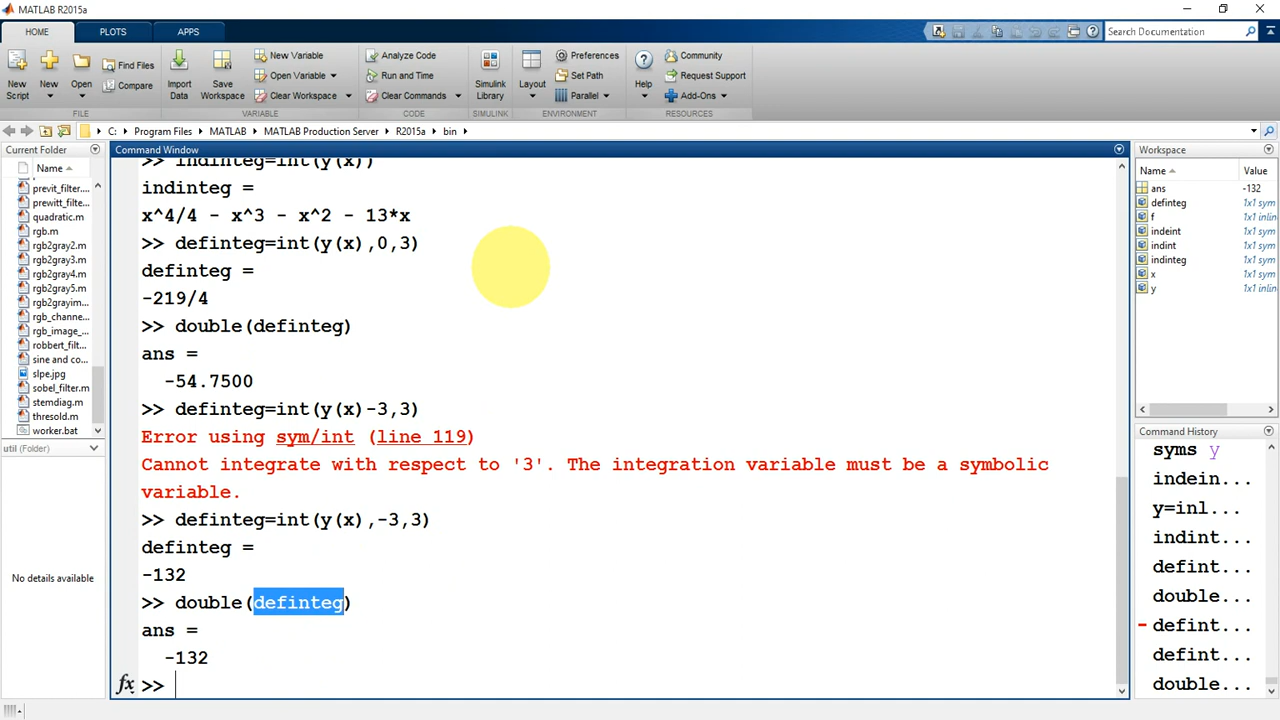 MATLAB R2015a
HOME PLOTS APPS
Search Documentation
New Script
New
Open
Find Files
Compare
Import Data
Save Workspace
New Variable
Open Variable
Clear Workspace
Analyze Code
Run and Time
Clear Commands
Simulink Library
Layout
Preferences
Set Path
Parallel
Help
Community
Request Support
Add-Ons
FILE VARIABLE CODE SIMULINK ENVIRONMENT RESOURCES
C: Program Files MATLAB MATLAB Production Server R2015a bin
Current Folder
Name
previt_filter....
prewitt_filte...
quadratic.m
rgb.m
rgb2gray2.m
rgb2gray3.m
rgb2gray4.m
rgb2gray5.m
rgb2grayim...
rgb_channe...
rgb_image_...
robbert_filt...
sine and co...
slpe.jpg
sobel_filter.m
stemdiag.m
thresold.m
worker.bat
util (Folder)
No details available
Command Window
>> indinteg=int(y(x))
indinteg =
x^4/4 - x^3 - x^2 - 13*x
>> definteg=int(y(x),0,3)
definteg =
-219/4
>> double(definteg)
ans =
-54.7500
>> definteg=int(y(x)-3,3)
Error using sym/int (line 119)
Cannot integrate with respect to '3'. The integration variable must be a symbolic
variable.
>> definteg=int(y(x),-3,3)
definteg =
-132
>> double(definteg)
ans =
-132
fx >>
Workspace
Name Value
ans -132
definteg 1x1 sym
f 1x1 inline
indeint 1x1 sym
indint 1x1 sym
indinteg 1x1 sym
x 1x1 sym
y 1x1 inline
Command History
syms y
indein...
y=inl...
indint...
defint...
double...
defint...
defint...
double...